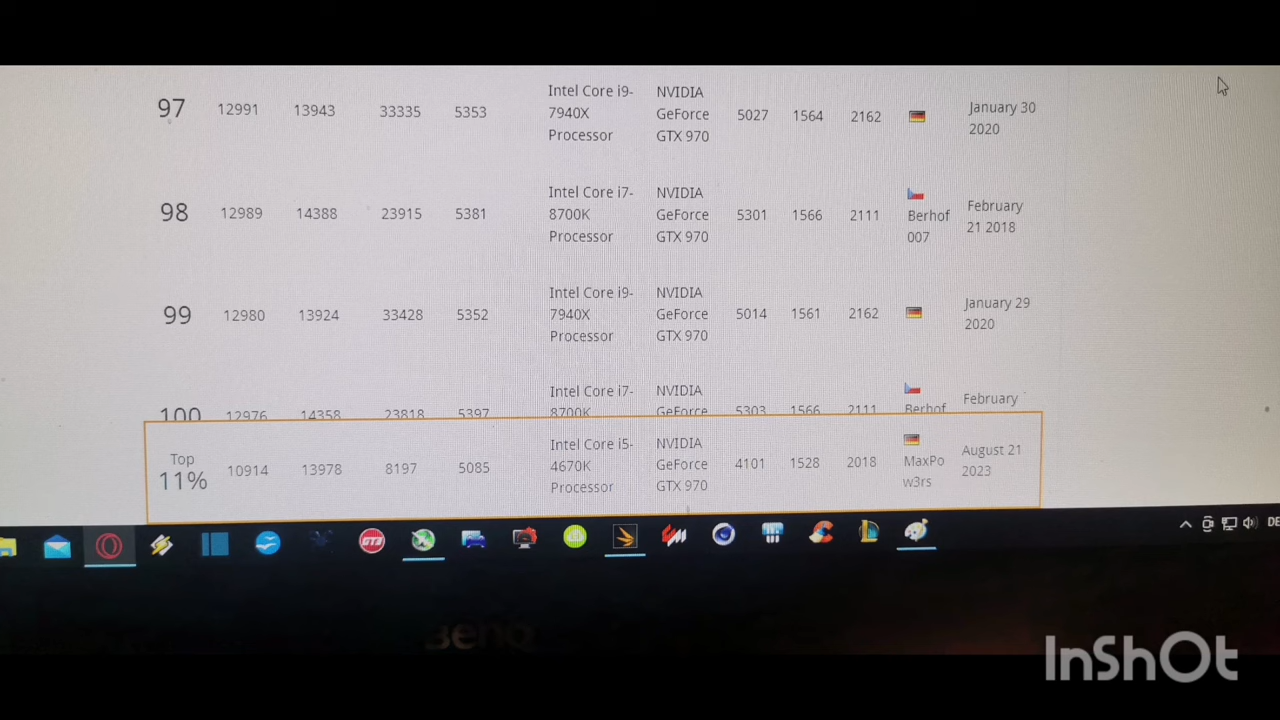 97 12991 13943 33335 5353 Intel Core i9-7940X Processor NVIDIA GeForce GTX 970 5027 1564 2162 January 30 2020
98 12989 14388 23915 5381 Intel Core i7-8700K Processor NVIDIA GeForce GTX 970 5301 1566 2111 Berhof 007 February 21 2018
99 12980 13924 33428 5352 Intel Core i9-7940X Processor NVIDIA GeForce GTX 970 5014 1561 2162 January 29 2020
100 12976 14358 23818 5397 Intel Core i7-8700K NVIDIA GeForce 5303 1566 2111 Berhof February
Top 11% 10914 13978 8197 5085 Intel Core i5-4670K Processor NVIDIA GeForce GTX 970 4101 1528 2018 MaxPow3rs August 21 2023
GTB
DE
BenQ
InShOt